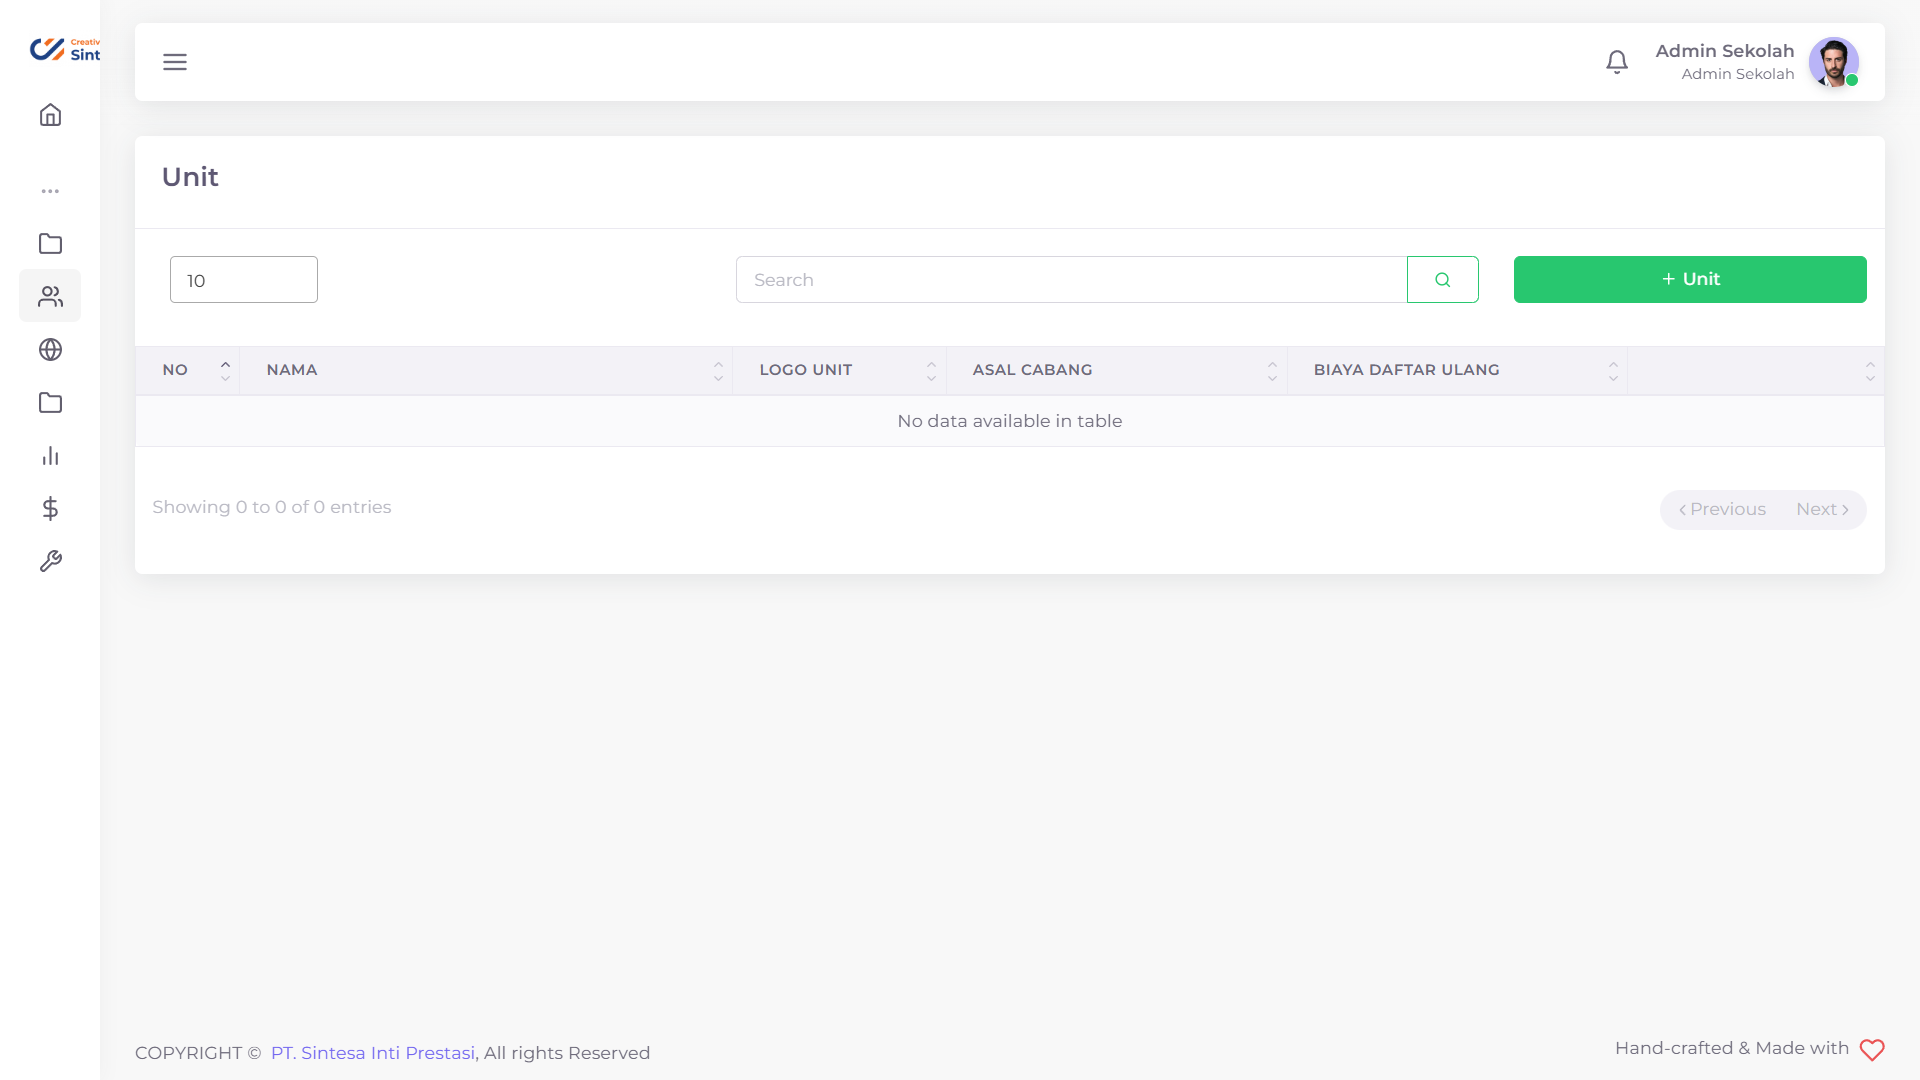 Creativ
Sint
Admin Sekolah
Admin Sekolah
Unit
10
Search
+ Unit
NO
NAMA
LOGO UNIT
ASAL CABANG
BIAYA DAFTAR ULANG
No data available in table
Showing 0 to 0 of 0 entries
Previous
Next
COPYRIGHT © PT. Sintesa Inti Prestasi, All rights Reserved
Hand-crafted & Made with